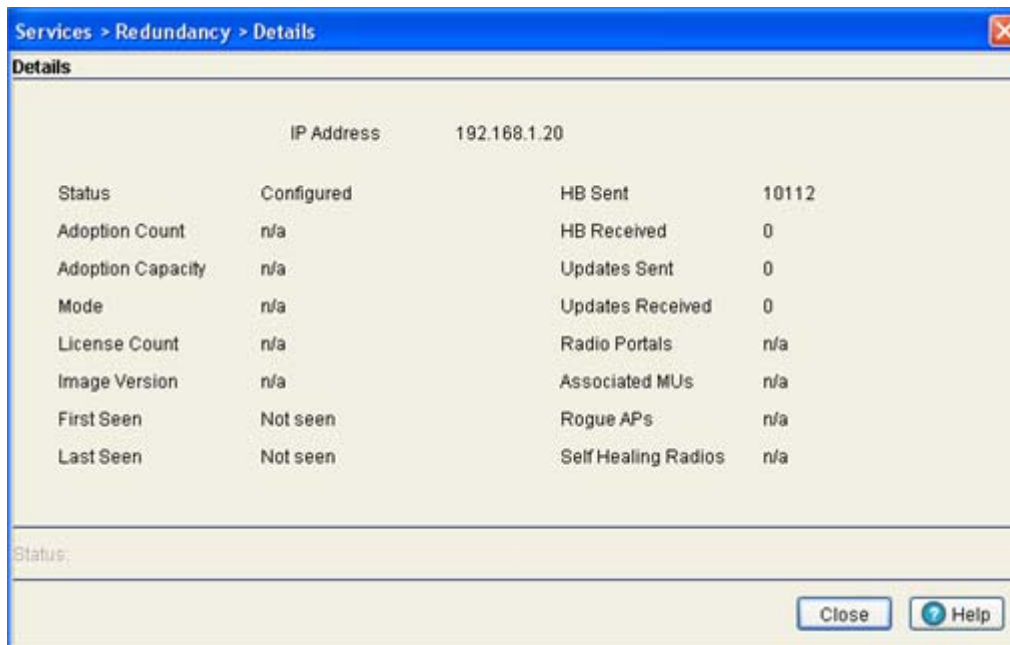 Services > Redundancy > Details
Details
IP Address 192.168.1.20
Status Configured HB Sent 10112
Adoption Count n/a HB Received 0
Adoption Capacity n/a Updates Sent 0
Mode n/a Updates Received 0
License Count n/a Radio Portals n/a
Image Version n/a Associated MUs n/a
First Seen Not seen Rogue APs n/a
Last Seen Not seen Self Healing Radios n/a
Status:
Close ? Help